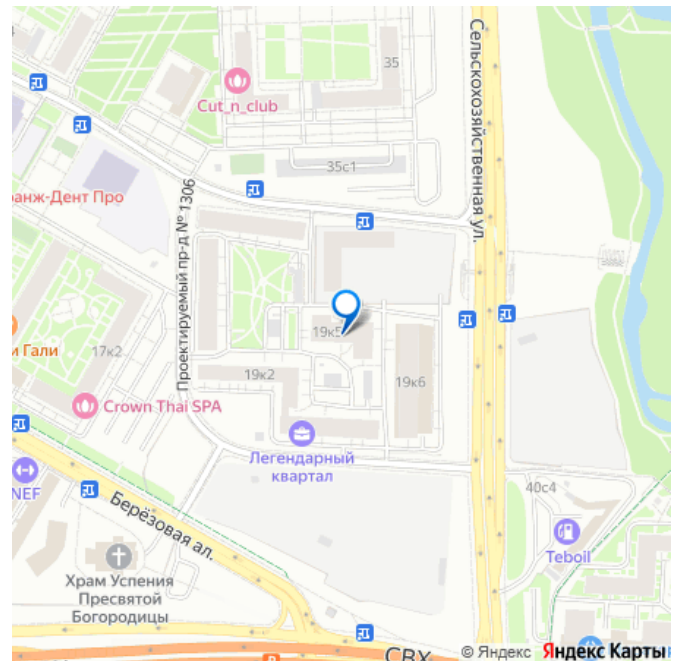 35
Cut_n_club
Сельскохозяйственная ул.
35с1
анж-Дент Про
Проектируемый пр-д № 1306
19к5
и Гали
17к2
19к2
19к6
Crown Thai SPA
Легендарный
квартал
NEF
Берёзовая ал.
40с4
Teboil
Храм Успения
Пресвятой
Богородицы
СВХ
© Яндекс Яндекс Карты